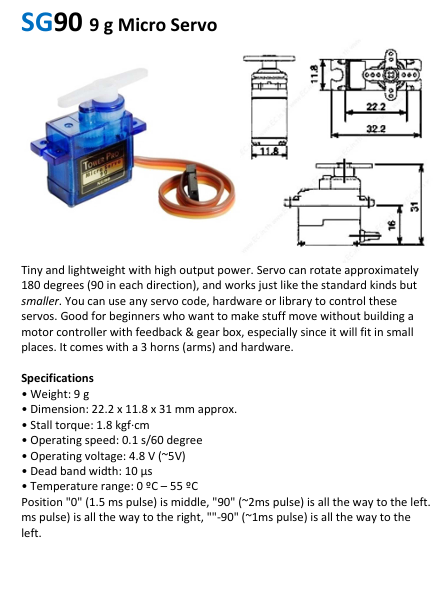 SG90 9 g Micro Servo
TOWER PRO
11.8
22.2
32.2
11.8
31
16
Tiny and lightweight with high output power. Servo can rotate approximately
180 degrees (90 in each direction), and works just like the standard kinds but
smaller. You can use any servo code, hardware or library to control these
servos. Good for beginners who want to make stuff move without building a
motor controller with feedback & gear box, especially since it will fit in small
places. It comes with a 3 horns (arms) and hardware.
Specifications
• Weight: 9 g
• Dimension: 22.2 x 11.8 x 31 mm approx.
• Stall torque: 1.8 kgf·cm
• Operating speed: 0.1 s/60 degree
• Operating voltage: 4.8 V (~5V)
• Dead band width: 10 μs
• Temperature range: 0 ºC – 55 ºC
Position "0" (1.5 ms pulse) is middle, "90" (~2ms pulse) is all the way to the left.
ms pulse) is all the way to the right, ""-90" (~1ms pulse) is all the way to the
left.